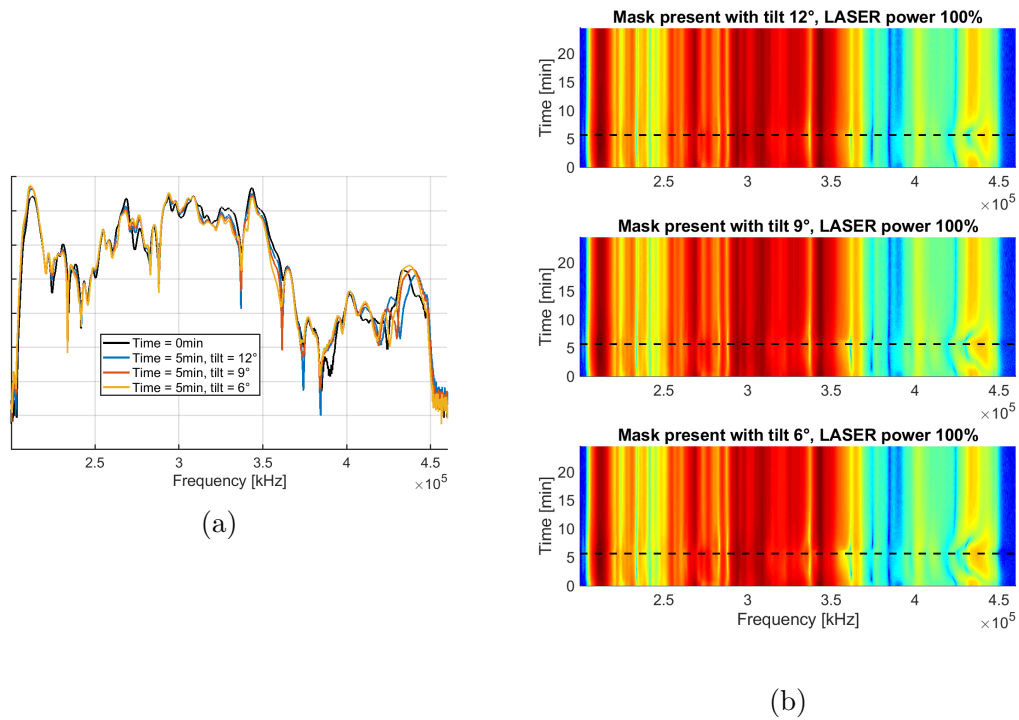 Time = 0min
Time = 5min, tilt = 12°
Time = 5min, tilt = 9°
Time = 5min, tilt = 6°
2.5 3 3.5 4 4.5
Frequency [kHz]
×10^5
(a)
Mask present with tilt 12°, LASER power 100%
Time [min]
20
15
10
5
0
2.5 3 3.5 4 4.5
×10^5
Mask present with tilt 9°, LASER power 100%
Time [min]
20
15
10
5
0
2.5 3 3.5 4 4.5
×10^5
Mask present with tilt 6°, LASER power 100%
Time [min]
20
15
10
5
0
2.5 3 3.5 4 4.5
Frequency [kHz]
×10^5
(b)